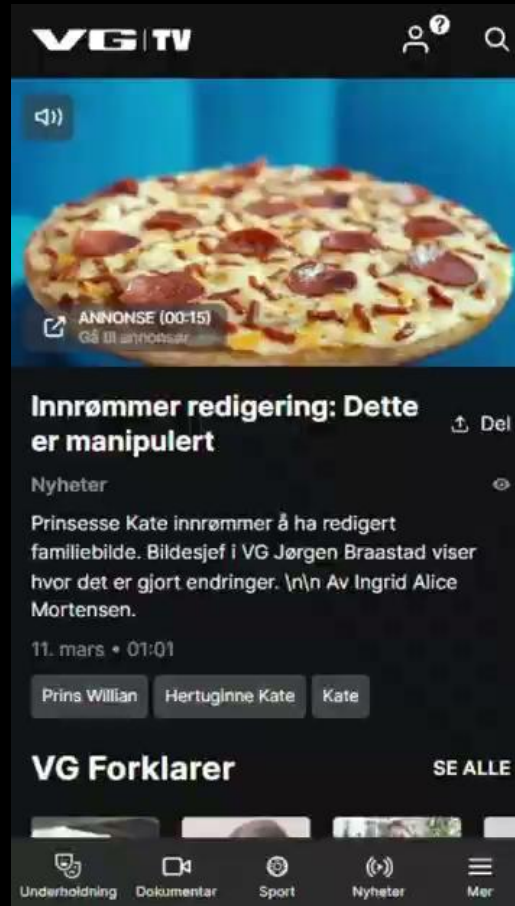 VG TV
?
ANNONSE (00:15)
Gå til annonsør
Innrømmer redigering: Dette
er manipulert
Del
Nyheter
Prinsesse Kate innrømmer å ha redigert
familiebilde. Bildesjef i VG Jørgen Braastad viser
hvor det er gjort endringer. \n\n Av Ingrid Alice
Mortensen.
11. mars • 01:01
Prins Willian Hertuginne Kate Kate
VG Forklarer
SE ALLE
Underholdning Dokumentar Sport Nyheter Mer